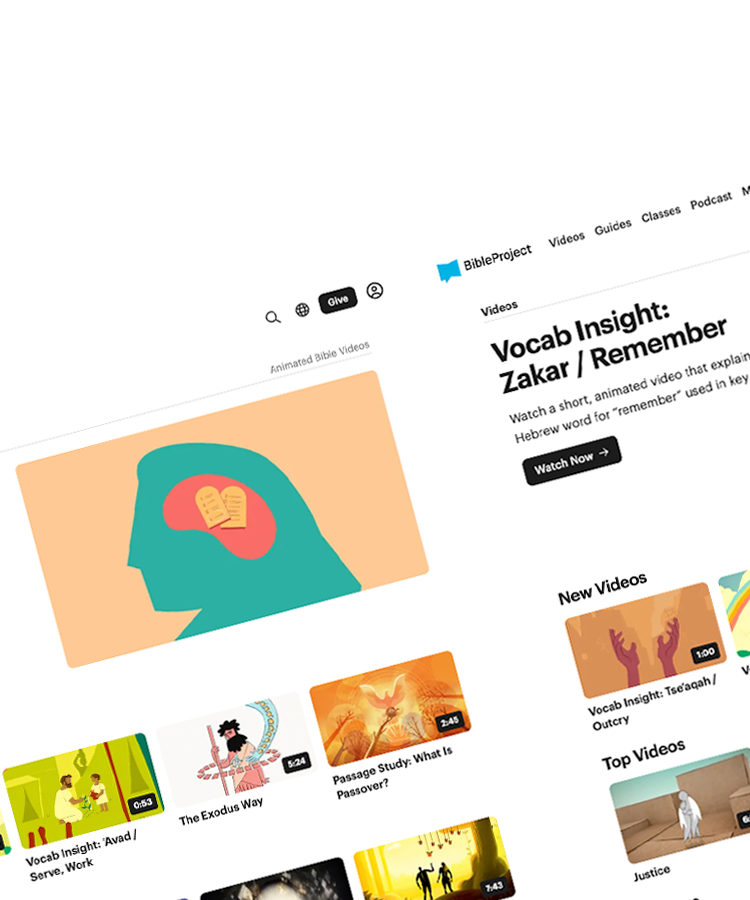 BibleProject
Videos
Guides
Classes
Podcast
Give
Videos
Animated Bible Videos
Vocab Insight:
Zakar / Remember
Watch a short, animated video that explain
Hebrew word for "remember" used in key
Watch Now →
New Videos
1:00
Vocab Insight: Tse'aqah /
Outcry
0:53
Vocab Insight: 'Avad /
Serve, Work
5:24
The Exodus Way
2:45
Passage Study: What Is
Passover?
Top Videos
Justice
7:43